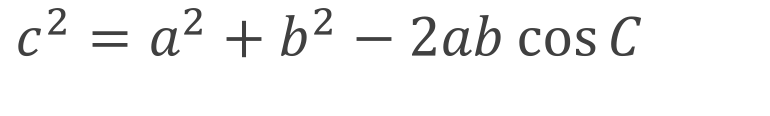 c² = a² + b² − 2ab cos C